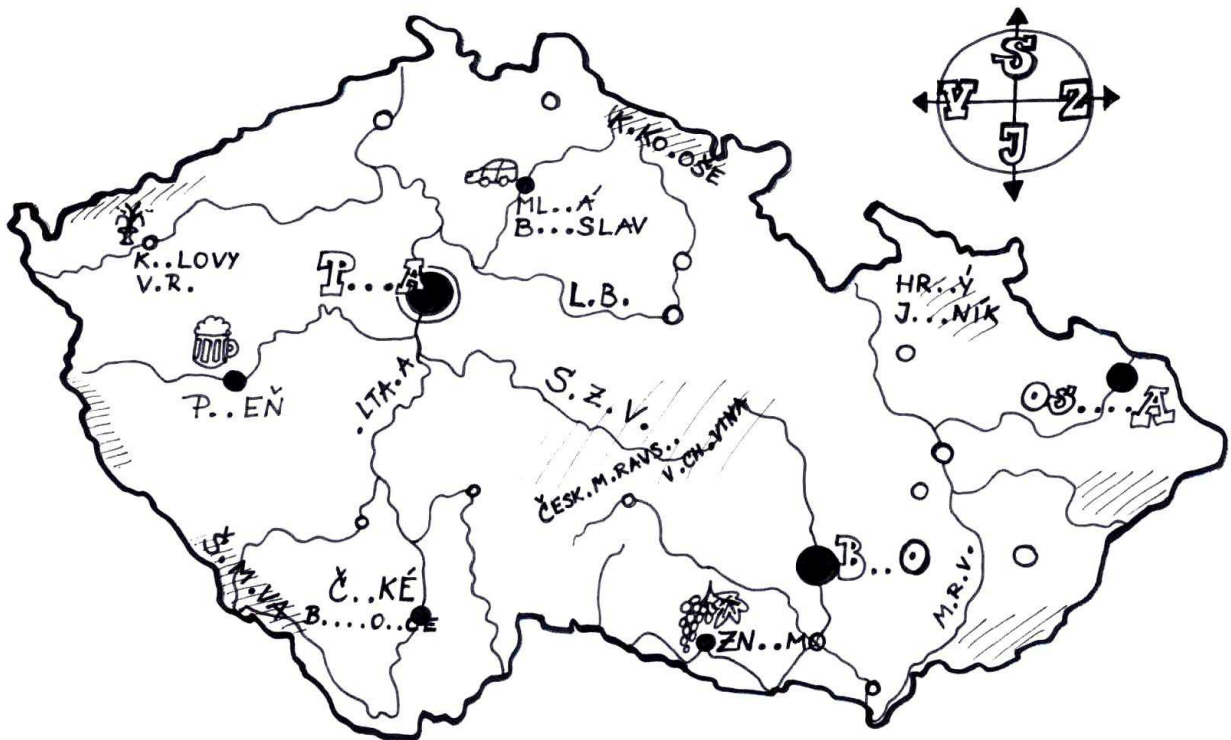 S
V Z
J
K.KO.OŠE
ML..Á
B...SLAV
K..LOVY
V.R.
P...A
L.B.
HR..Ý
J...NÍK
P..EŇ
.LTA.A
S.Z.V.
OS....A
ČESK.M.RAVS..
V.CH.VINA
B..O
M.R.V.
Š.M.VA
Č..KÉ
B....O..CE
ZN..MO